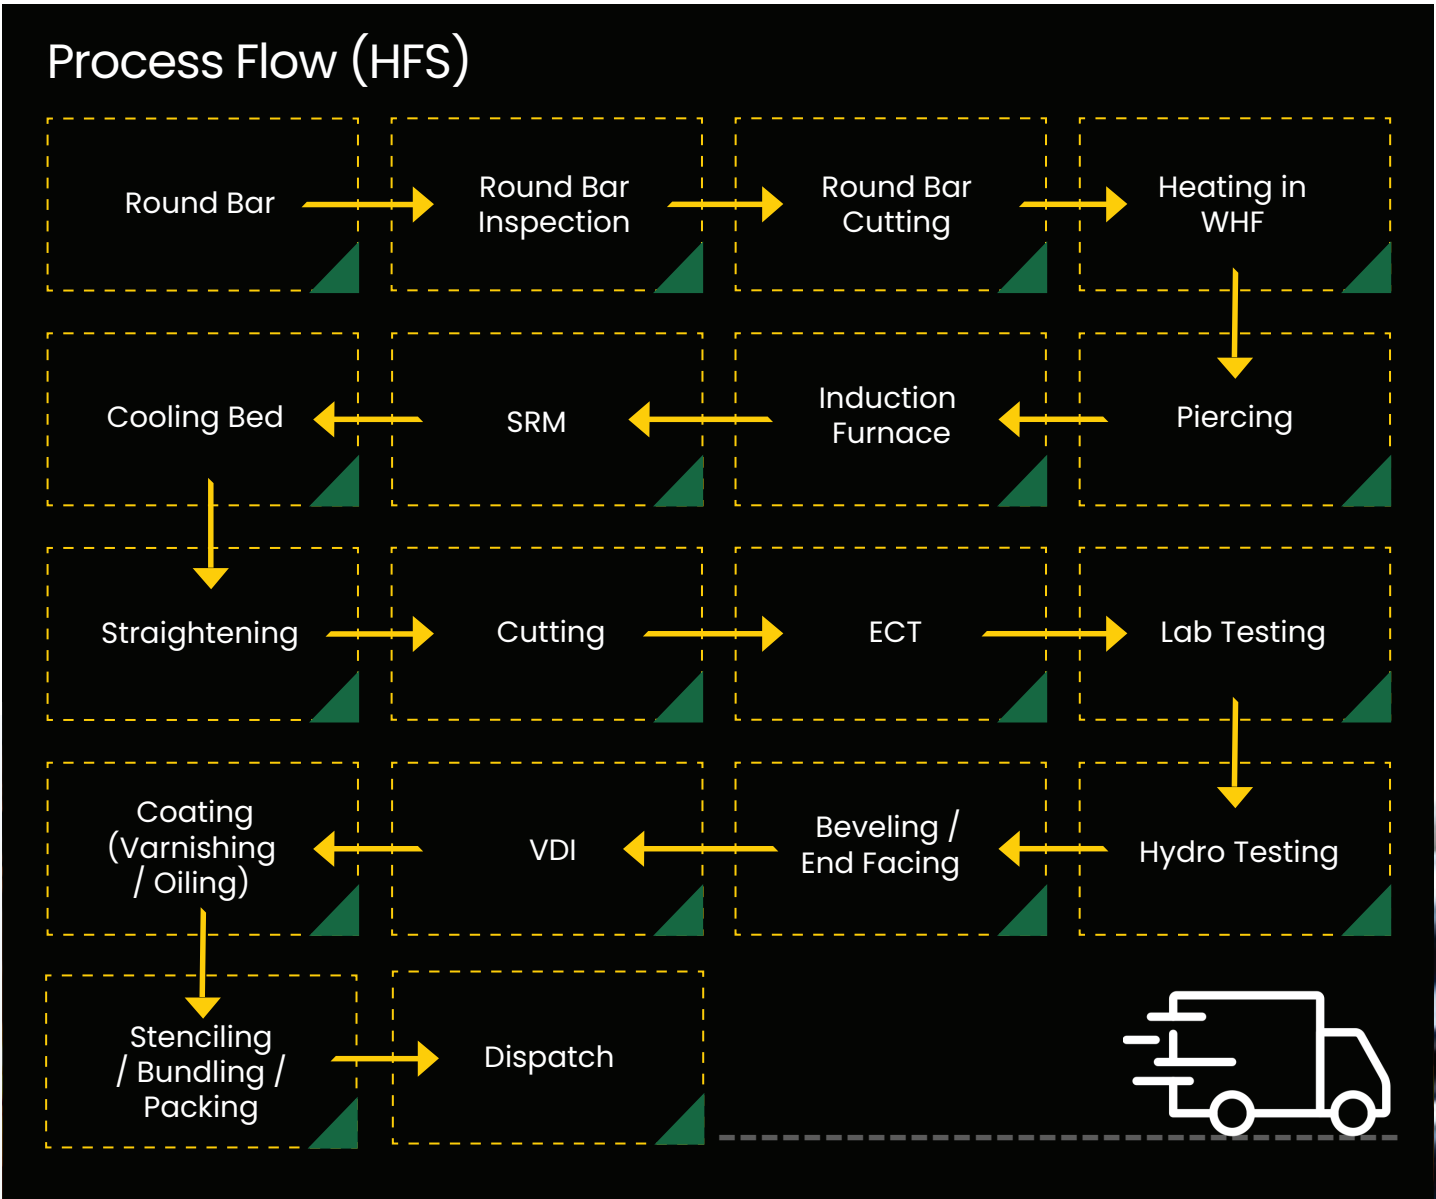 Process Flow (HFS)
Round Bar
Round Bar
Inspection
Round Bar
Cutting
Heating in
WHF
Piercing
Induction
Furnace
SRM
Cooling Bed
Straightening
Cutting
ECT
Lab Testing
Hydro Testing
Beveling /
End Facing
VDI
Coating
(Varnishing
/ Oiling)
Stenciling
/ Bundling /
Packing
Dispatch